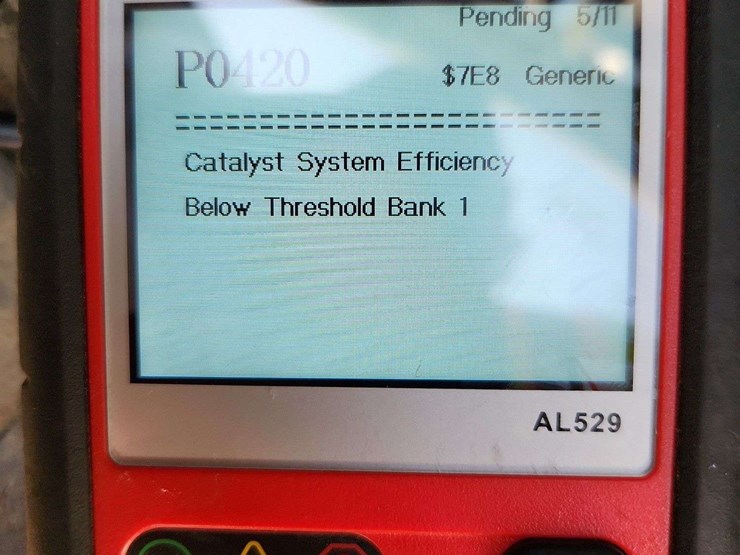 Pending 5/11
P0420 $7E8 Generic
==========================
Catalyst System Efficiency
Below Threshold Bank 1
AL529